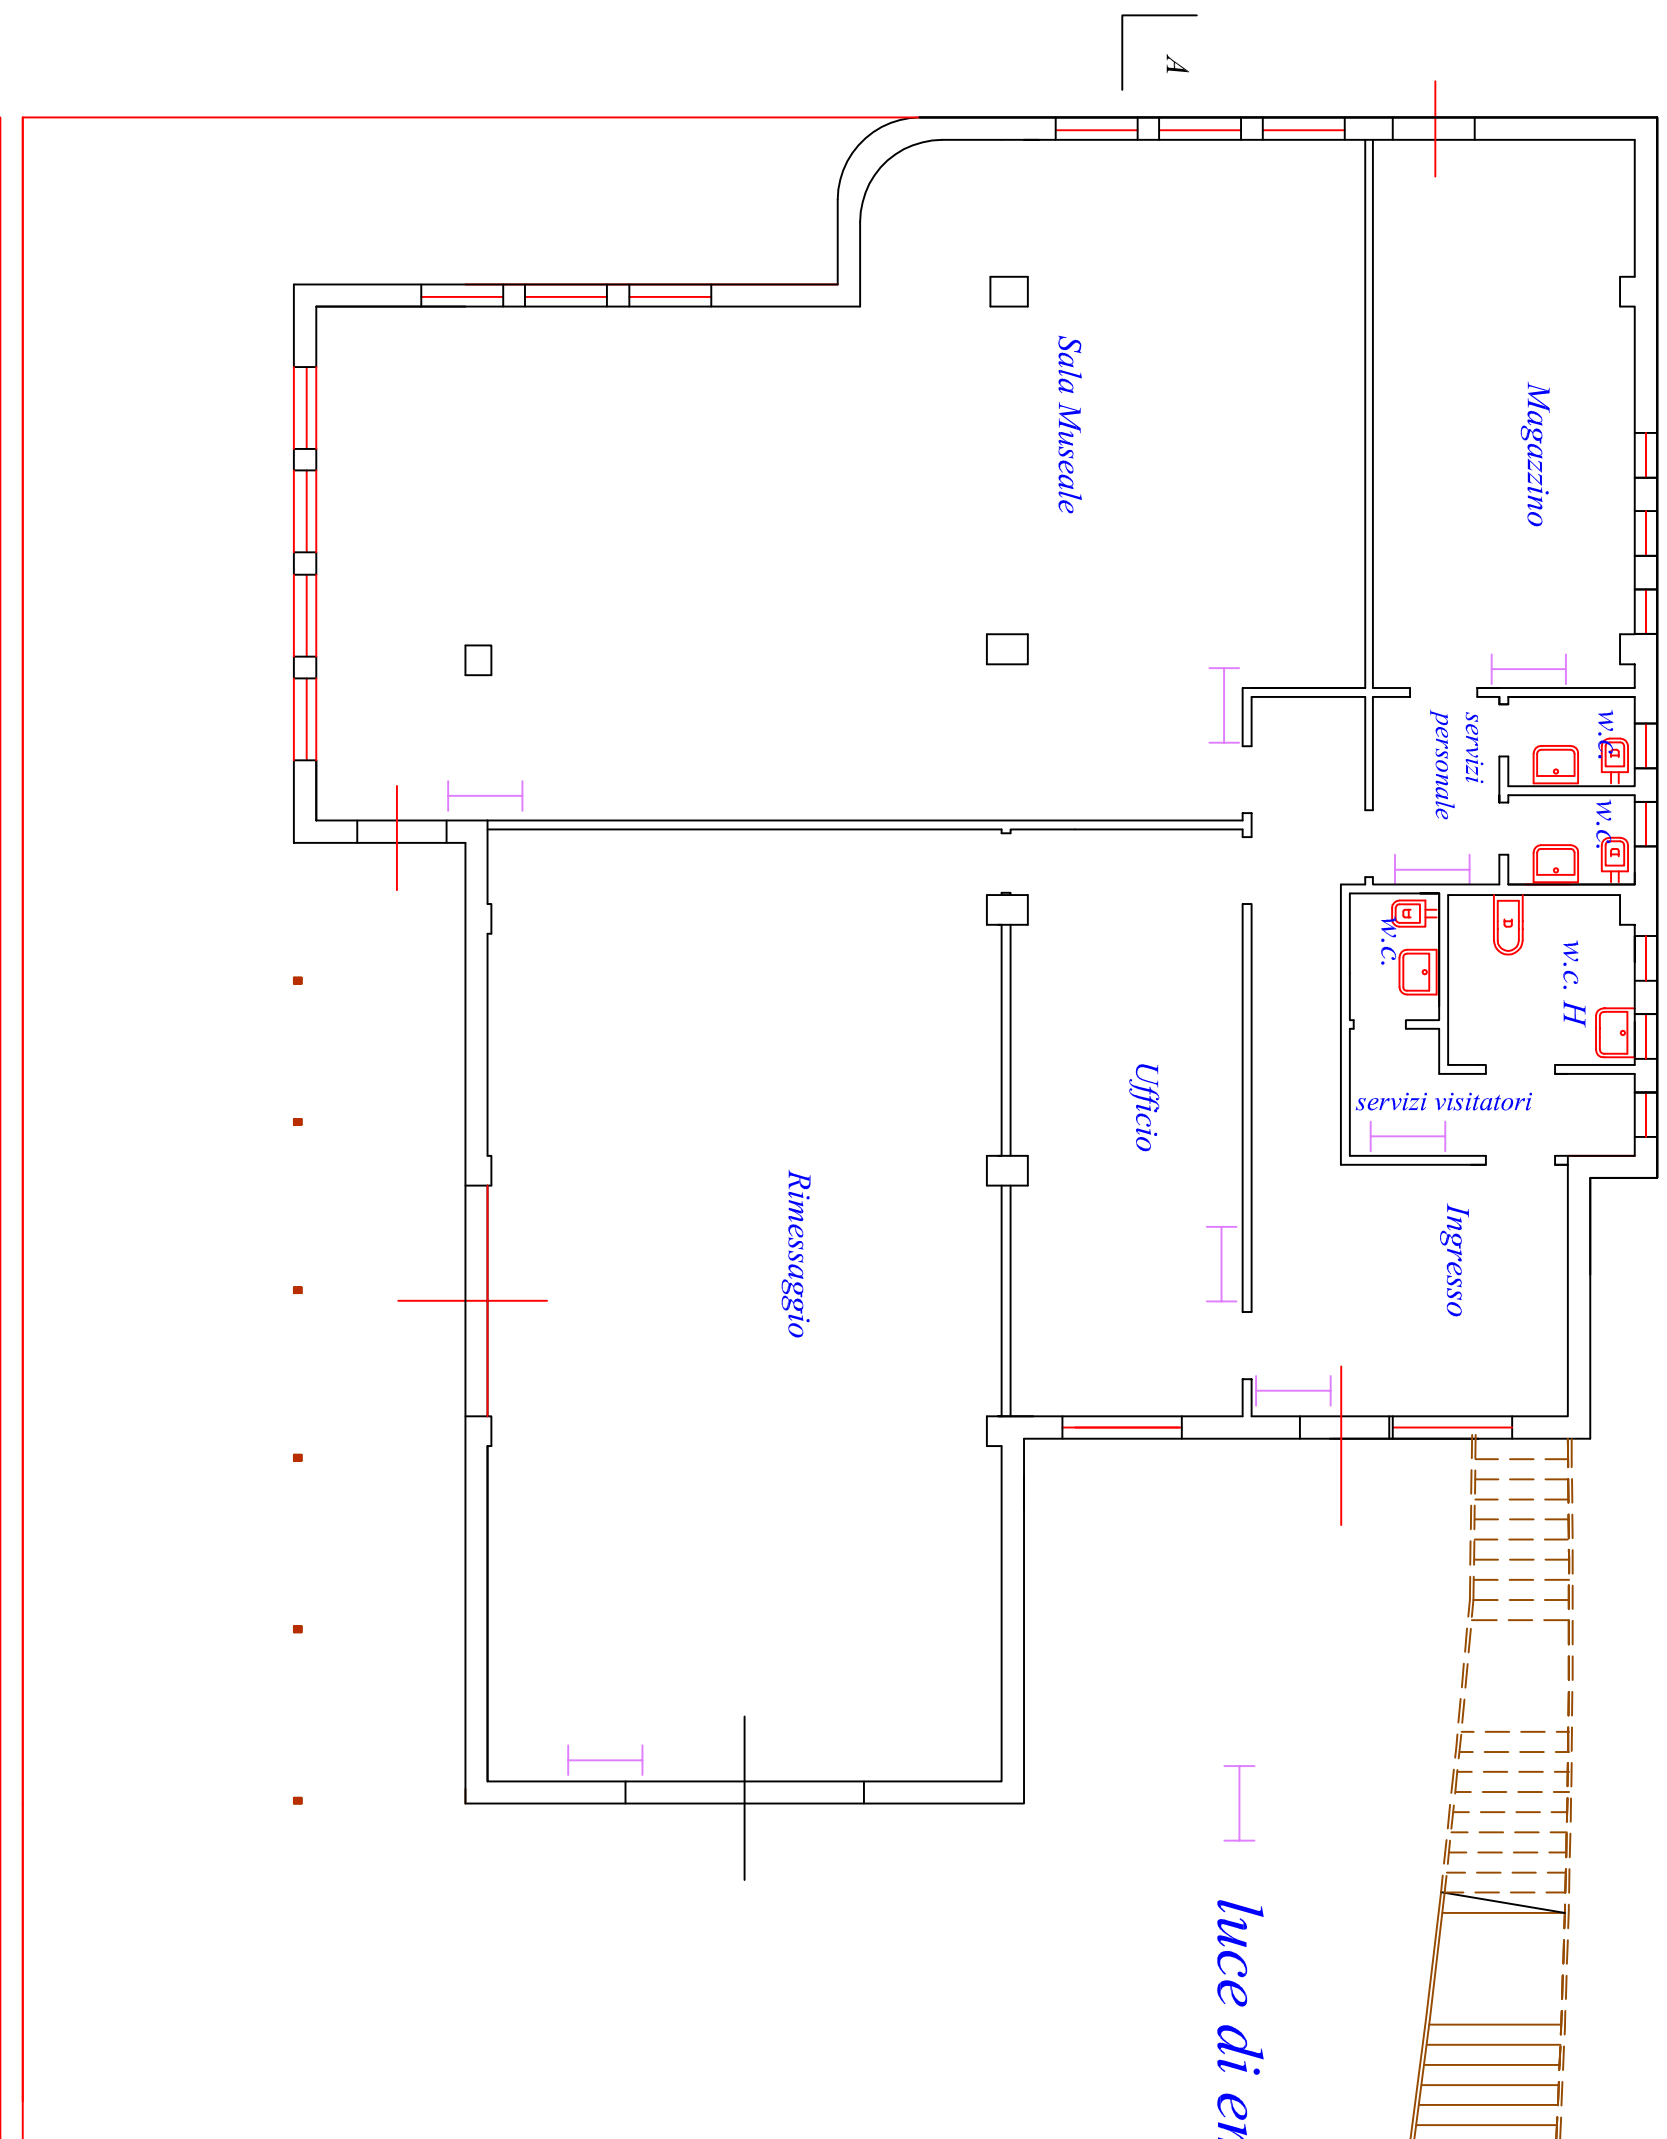 A
Sala Museale
Magazzino
servizi
personale
w.c.
w.c.
w.c.
w.c. H
servizi visitatori
Ufficio
Ingresso
Rimessaggio
luce di